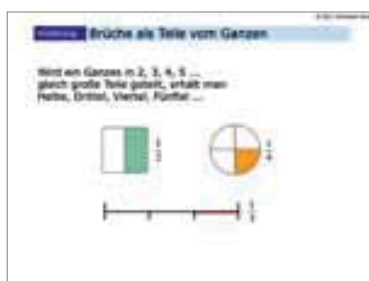 Brüche als Teile vom Ganzen
Wird ein Ganzes in 2, 3, 4, 5 ...
gleich große Teile geteilt, erhält man
Halbe, Drittel, Viertel, Fünftel ...